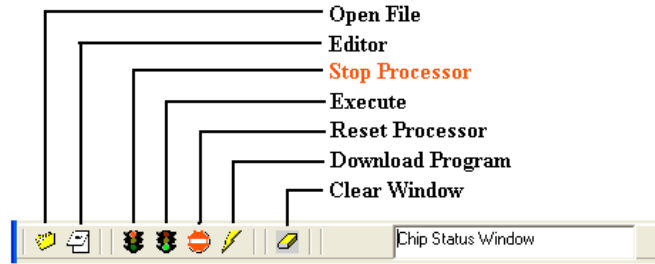 Open File
Editor
Stop Processor
Execute
Reset Processor
Download Program
Clear Window
Chip Status Window